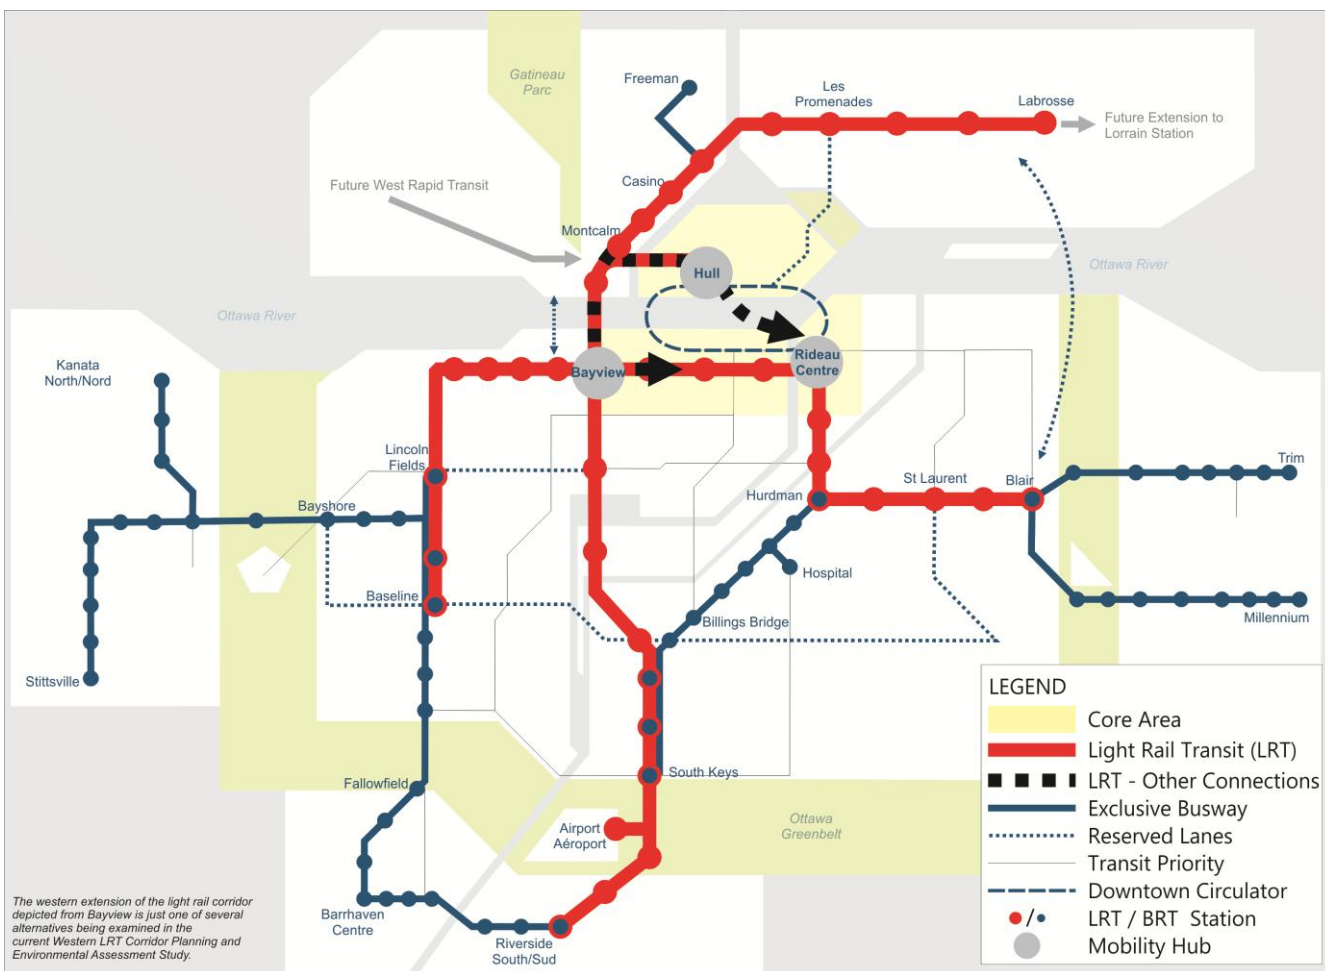 Gatineau
Parc
Freeman
Les
Promenades
Labrosse
Future Extension to
Lorrain Station
Casino
Future West Rapid Transit
Montcalm
Hull
Ottawa River
Ottawa River
Kanata
North/Nord
Bayview
Rideau
Centre
Lincoln
Fields
St Laurent
Blair
Trim
Hurdman
Bayshore
Hospital
Baseline
Billings Bridge
Millennium
Stittsville
South Keys
Fallowfield
Airport
Aéroport
Ottawa
Greenbelt
Barrhaven
Centre
Riverside
South/Sud
The western extension of the light rail corridor
depicted from Bayview is just one of several
alternatives being examined in the
current Western LRT Corridor Planning and
Environmental Assessment Study.
LEGEND
Core Area
Light Rail Transit (LRT)
LRT - Other Connections
Exclusive Busway
Reserved Lanes
Transit Priority
Downtown Circulator
/ LRT / BRT Station
Mobility Hub